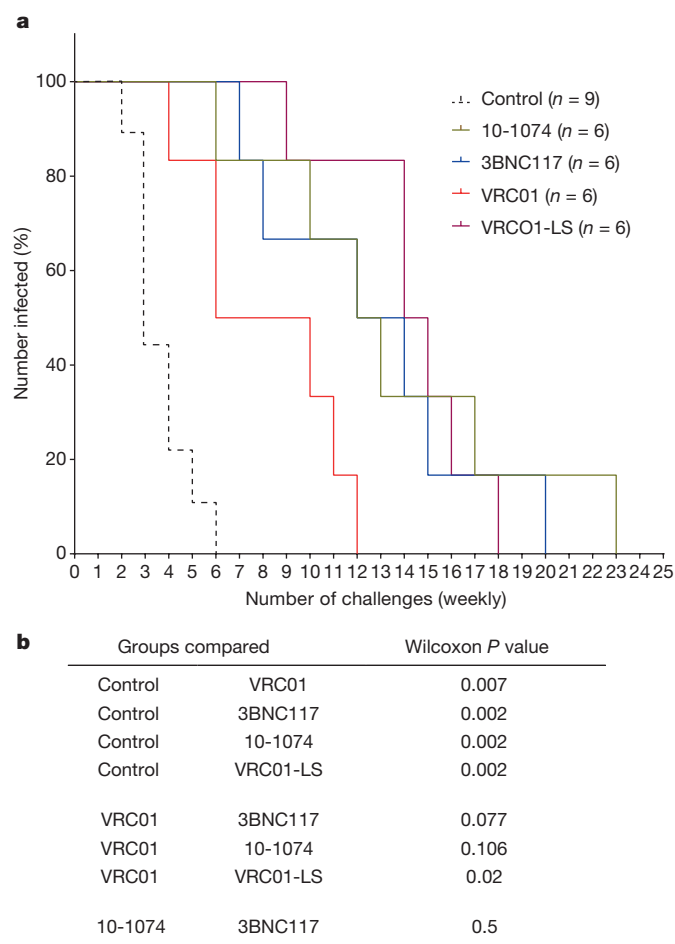 a
Number infected (%)
100
80
60
40
20
0
Control (n = 9)
10-1074 (n = 6)
3BNC117 (n = 6)
VRC01 (n = 6)
VRCO1-LS (n = 6)
0 1 2 3 4 5 6 7 8 9 10 11 12 13 14 15 16 17 18 19 20 21 22 23 24 25
Number of challenges (weekly)
b
Groups compared Wilcoxon P value
Control VRC01 0.007
Control 3BNC117 0.002
Control 10-1074 0.002
Control VRC01-LS 0.002
VRC01 3BNC117 0.077
VRC01 10-1074 0.106
VRC01 VRC01-LS 0.02
10-1074 3BNC117 0.5